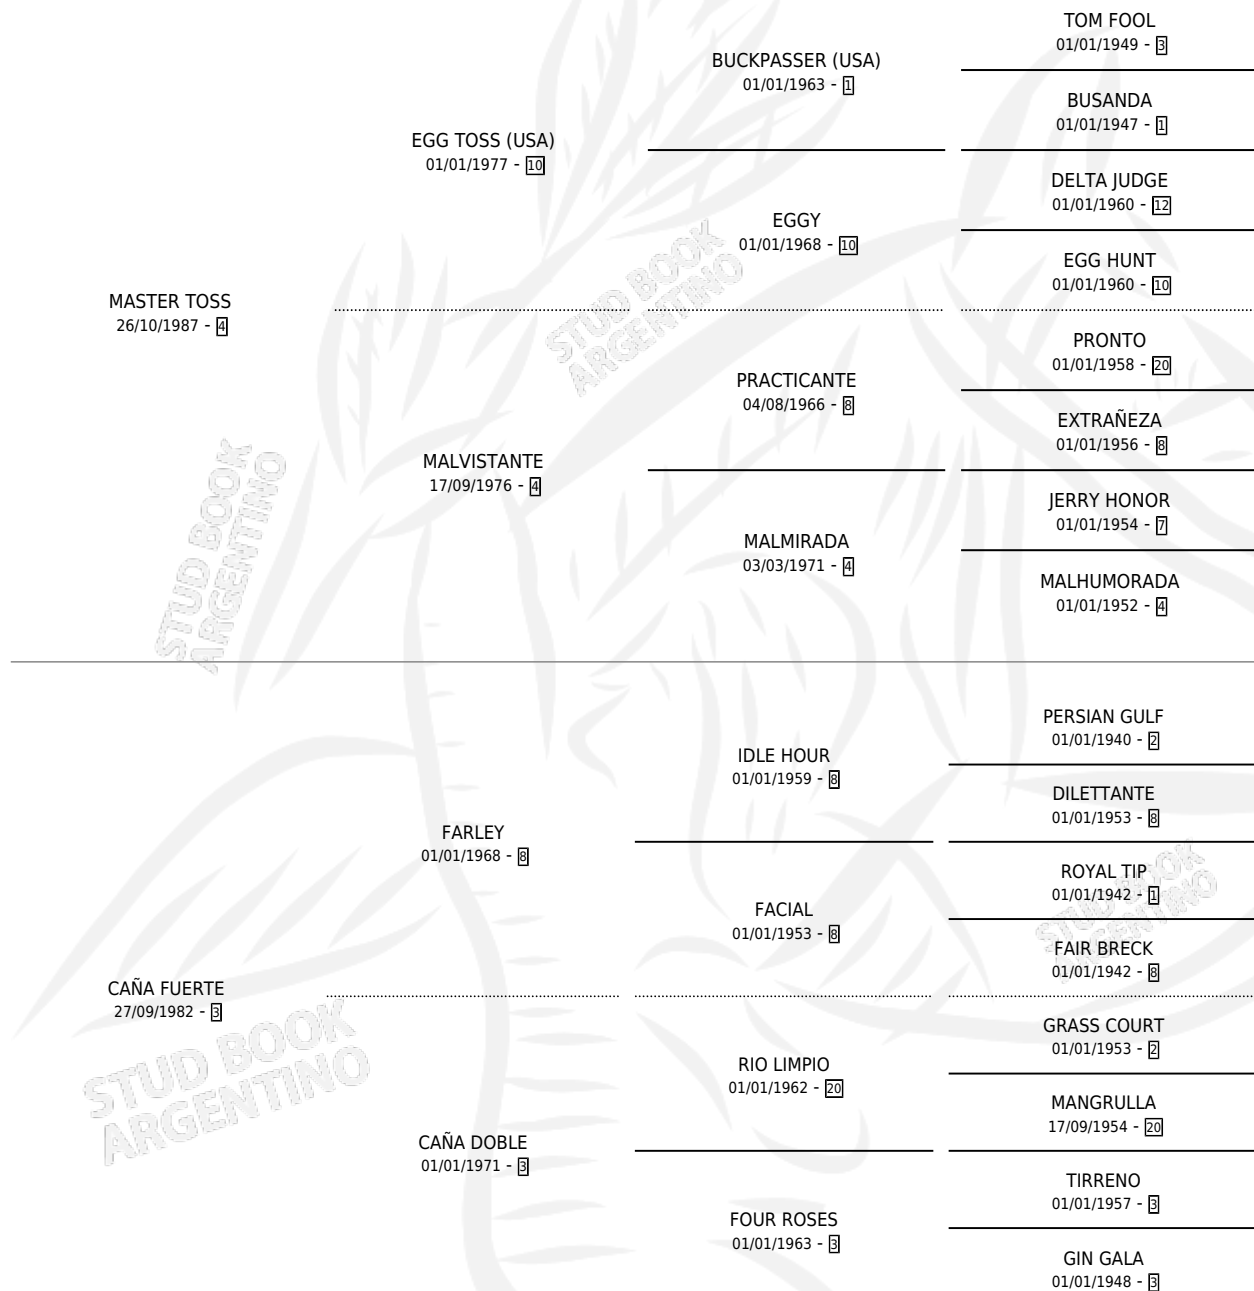 TOM FOOL
01/01/1949 - 3
BUCKPASSER (USA)
01/01/1963 - 1
BUSANDA
01/01/1947 - 1
EGG TOSS (USA)
01/01/1977 - 10
DELTA JUDGE
01/01/1960 - 12
EGGY
01/01/1968 - 10
EGG HUNT
01/01/1960 - 10
STUD BOOK
ARGENTINO
MASTER TOSS
26/10/1987 - 4
PRONTO
01/01/1958 - 20
PRACTICANTE
04/08/1966 - 8
EXTRAÑEZA
01/01/1956 - 8
MALVISTANTE
17/09/1976 - 4
JERRY HONOR
01/01/1954 - 7
MALMIRADA
03/03/1971 - 4
MALHUMORADA
01/01/1952 - 4
STUD BOOK
ARGENTINO
PERSIAN GULF
01/01/1940 - 2
IDLE HOUR
01/01/1959 - 8
DILETTANTE
01/01/1953 - 8
FARLEY
01/01/1968 - 8
ROYAL TIP
01/01/1942 - 1
FACIAL
01/01/1953 - 8
FAIR BRECK
01/01/1942 - 8
STUD BOOK
ARGENTINO
CAÑA FUERTE
27/09/1982 - 3
GRASS COURT
01/01/1953 - 2
RIO LIMPIO
01/01/1962 - 20
MANGRULLA
17/09/1954 - 20
STUD BOOK
ARGENTINO
CAÑA DOBLE
01/01/1971 - 3
TIRRENO
01/01/1957 - 3
FOUR ROSES
01/01/1963 - 3
GIN GALA
01/01/1948 - 3